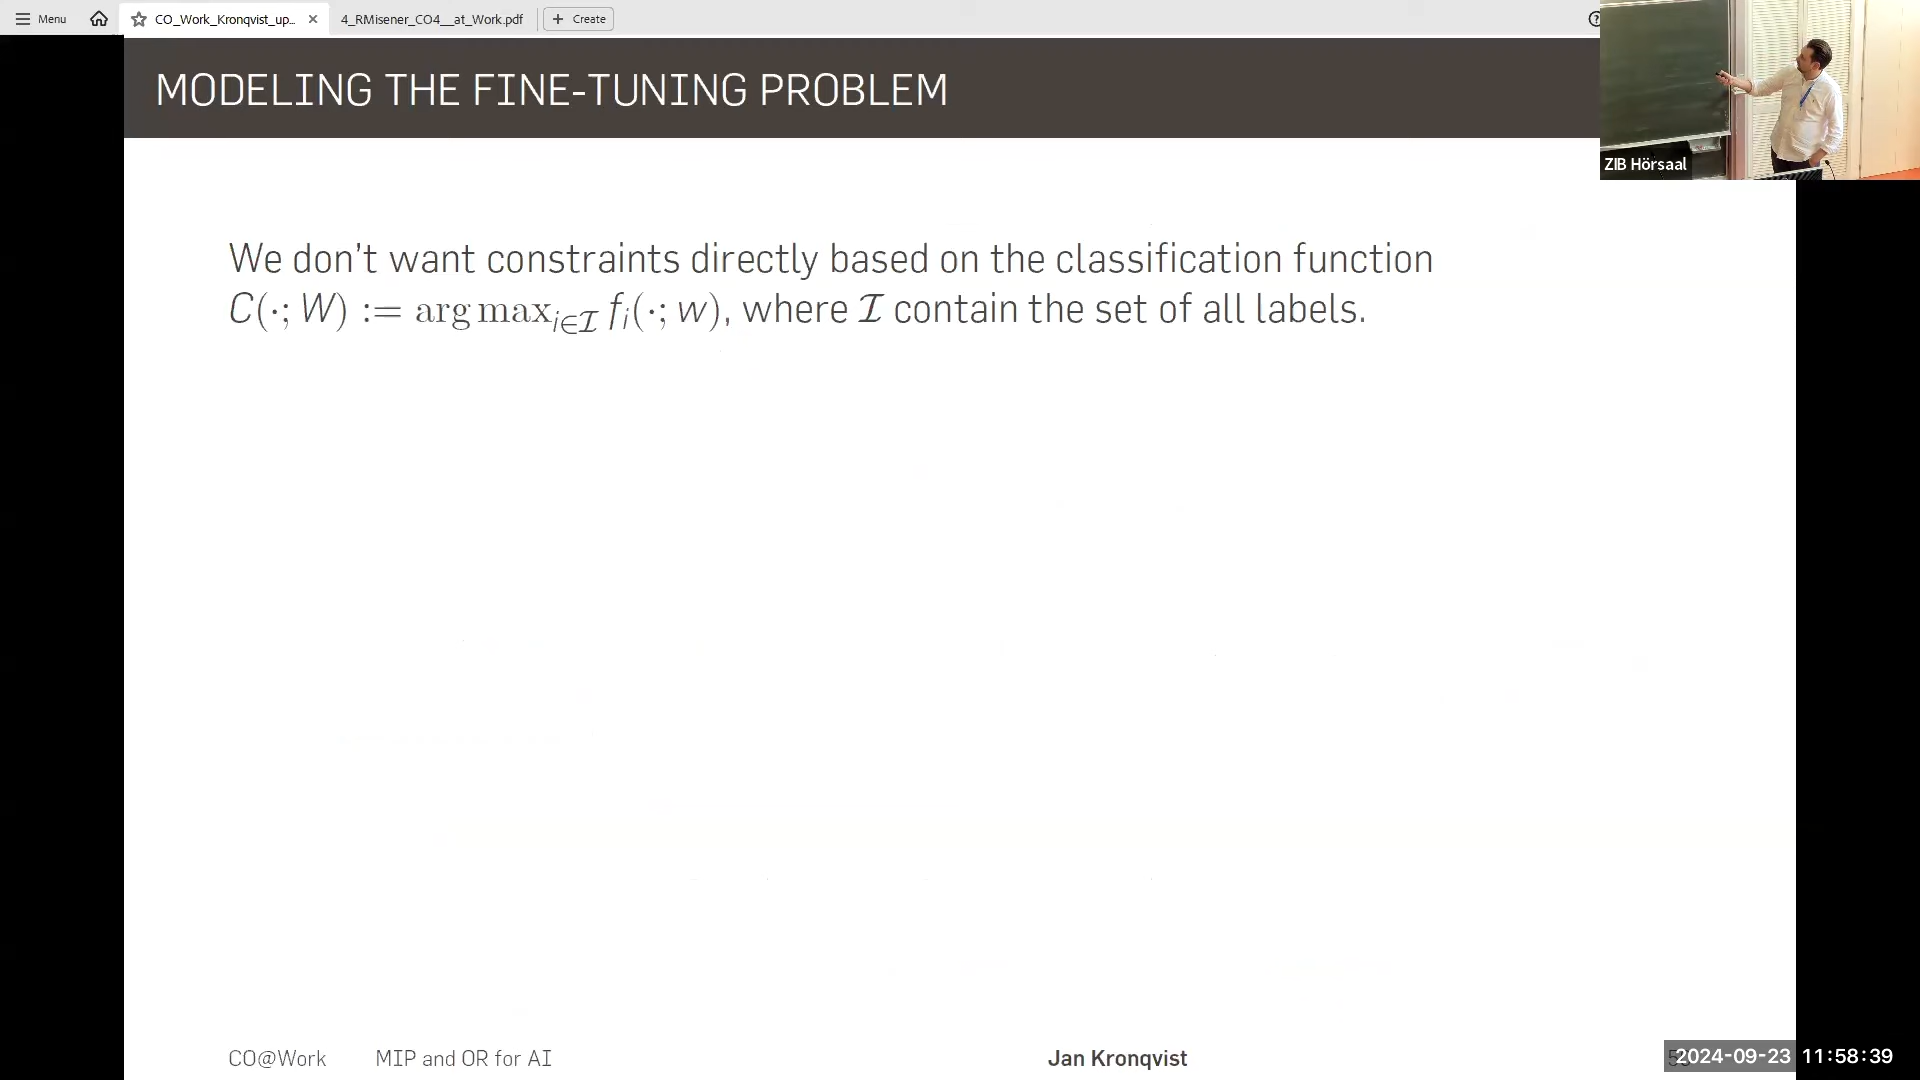 Menu
CO_Work_Kronqvist_up...
4_RMisener_CO4__at_Work.pdf
Create
MODELING THE FINE-TUNING PROBLEM
ZIB Hörsaal
We don't want constraints directly based on the classification function
C(·; W) := arg max_{i∈ℐ} f_i(·; w), where ℐ contain the set of all labels.
CO@Work MIP and OR for AI Jan Kronqvist
2024-09-23 11:58:39